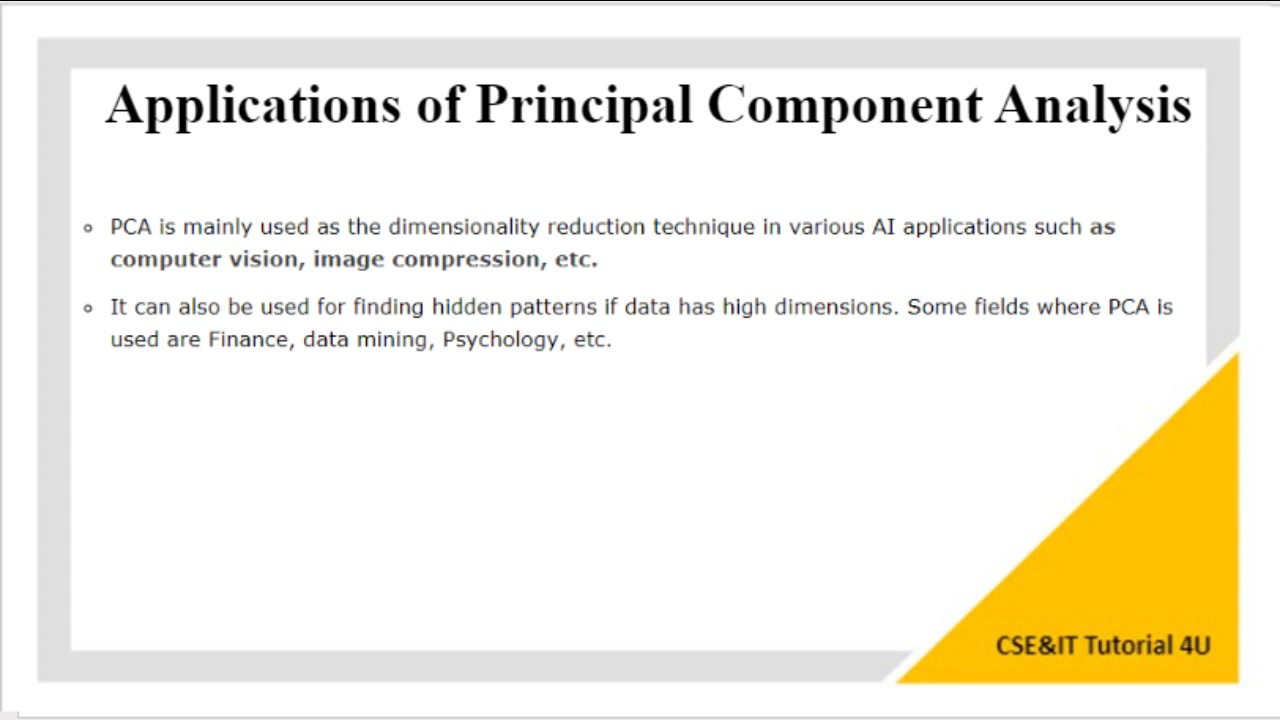 Applications of Principal Component Analysis
PCA is mainly used as the dimensionality reduction technique in various AI applications such as
computer vision, image compression, etc.
It can also be used for finding hidden patterns if data has high dimensions. Some fields where PCA is
used are Finance, data mining, Psychology, etc.
CSE&IT Tutorial 4U